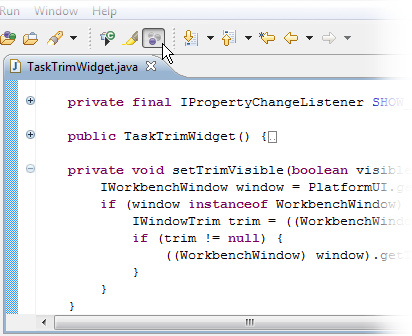 Run Window Help
TaskTrimWidget.java
private final IPropertyChangeListener SHOW
public TaskTrimWidget() {
private void setTrimVisible(boolean visible
IWorkbenchWindow window = PlatformUI.g
if (window instanceof WorkbenchWindow)
IWindowTrim trim = ((WorkbenchWind
if (trim != null) {
((WorkbenchWindow) window).get
}
}
}